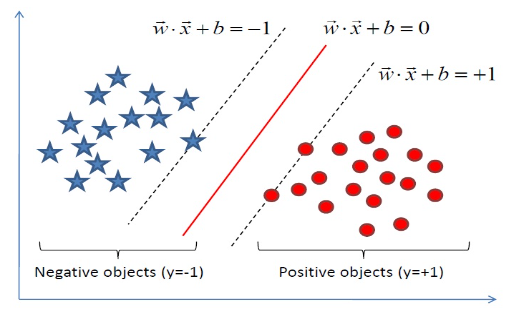 w⃗ · x⃗ + b = −1
w⃗ · x⃗ + b = 0
w⃗ · x⃗ + b = +1
Negative objects (y=-1)
Positive objects (y=+1)